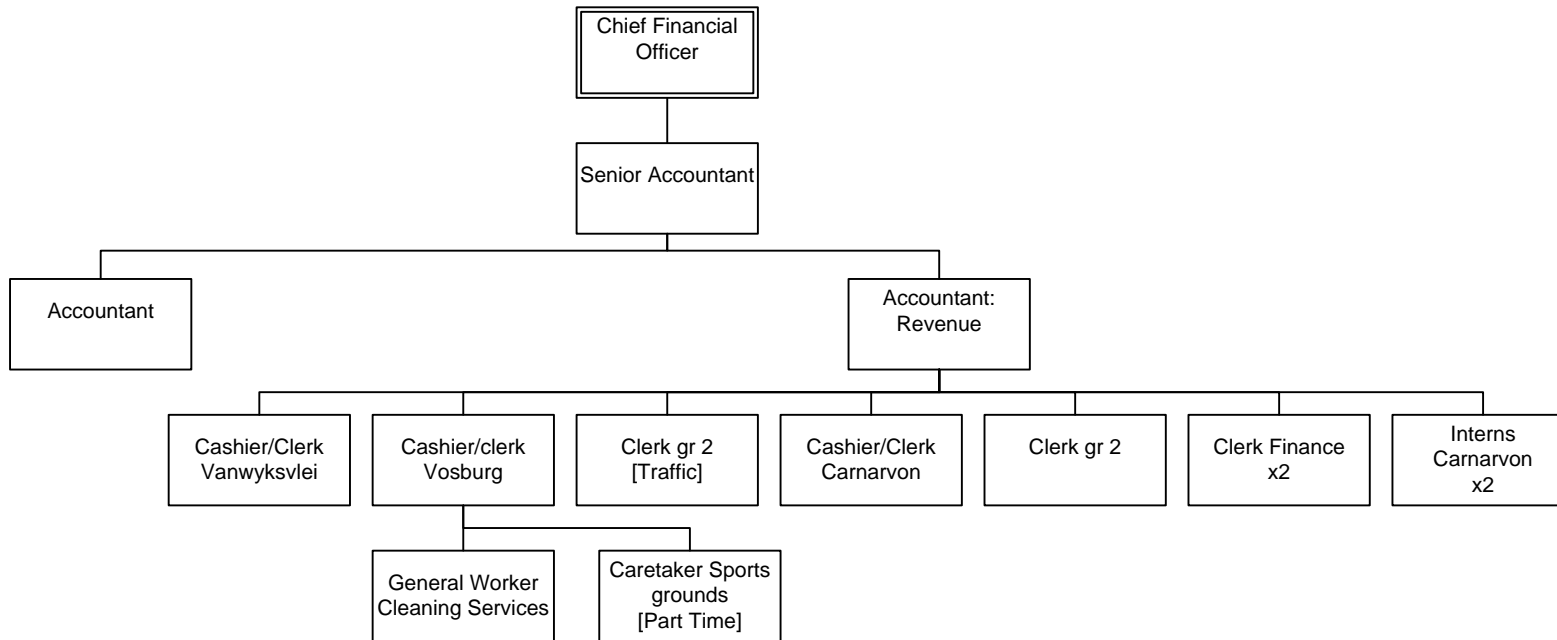 Chief Financial
Officer
Senior Accountant
Accountant
Accountant:
Revenue
Cashier/Clerk
Vanwyksvlei
Cashier/clerk
Vosburg
Clerk gr 2
[Traffic]
Cashier/Clerk
Carnarvon
Clerk gr 2
Clerk Finance
x2
Interns
Carnarvon
x2
General Worker
Cleaning Services
Caretaker Sports
grounds
[Part Time]